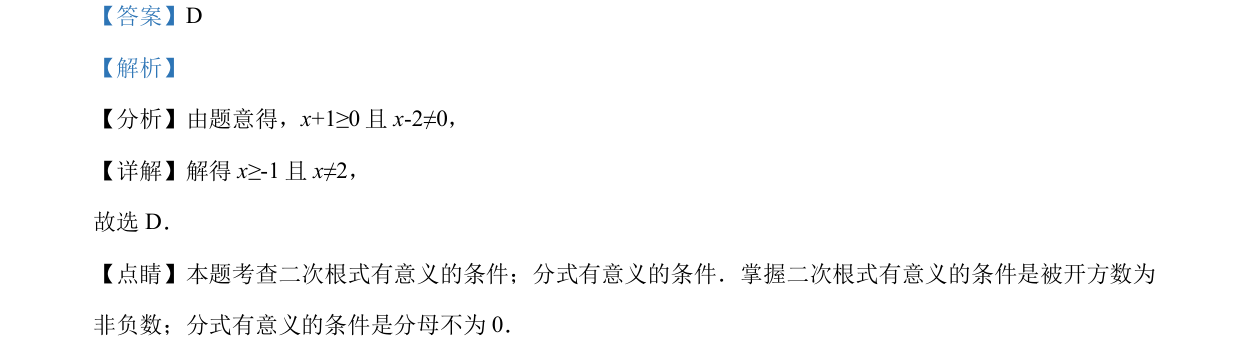 【答案】D
【解析】
【分析】由题意得，x+1≥0 且 x-2≠0，
【详解】解得 x≥-1 且 x≠2，
故选 D．
【点睛】本题考查二次根式有意义的条件；分式有意义的条件．掌握二次根式有意义的条件是被开方数为
非负数；分式有意义的条件是分母不为 0．